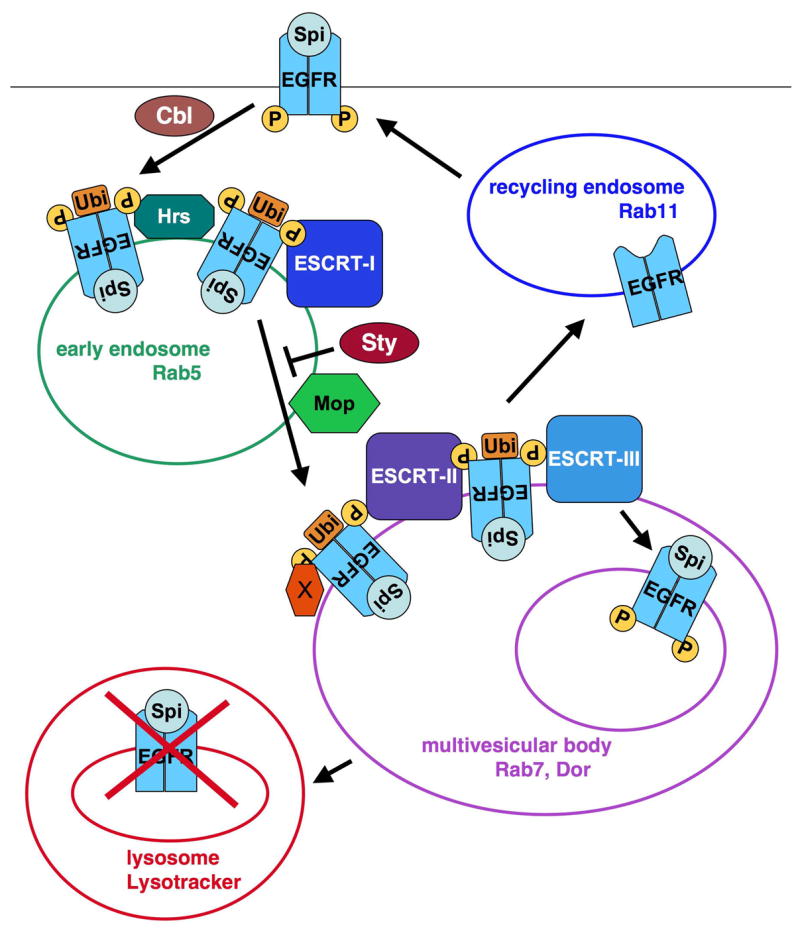 Spi
EGFR
P
P
Cbl
Ubi
P
P
EGFR
Spi
Hrs
Ubi
P
P
EGFR
Spi
ESCRT-I
recycling endosome
Rab11
EGFR
early endosome
Rab5
Sty
Mop
ESCRT-II
Ubi
P
P
EGFR
Spi
ESCRT-III
Ubi
P
P
EGFR
Spi
X
Spi
EGFR
P
P
multivesicular body
Rab7, Dor
Spi
EGFR
lysosome
Lysotracker